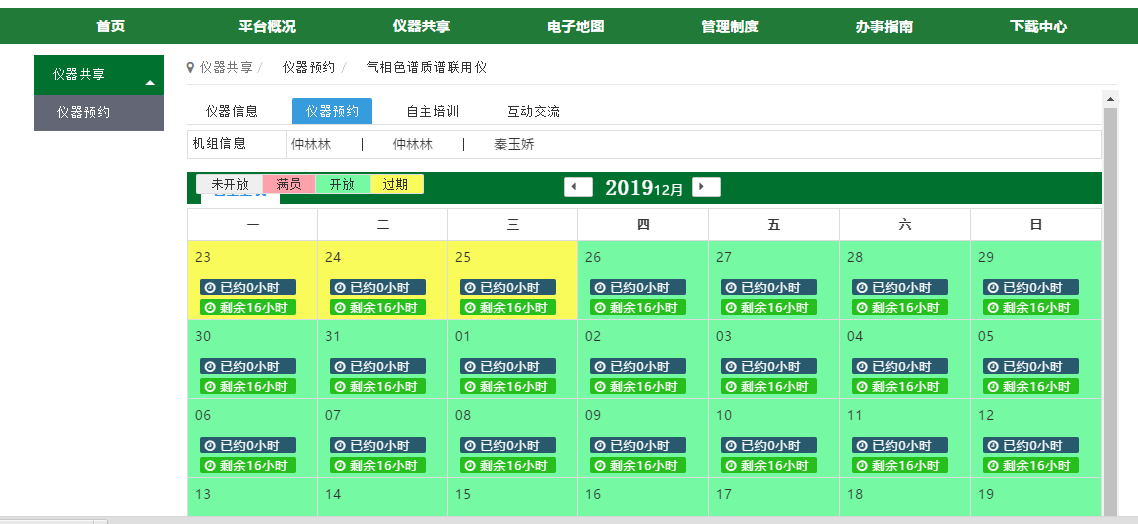 首页 平台概况 仪器共享 电子地图 管理制度 办事指南 下载中心
仪器共享
仪器预约
仪器共享 / 仪器预约 / 气相色谱质谱联用仪
仪器信息 仪器预约 自主培训 互动交流
机组信息 仲林林 | 仲林林 | 秦玉娇
未开放 满员 开放 过期
2019 12月
一 二 三 四 五 六 日
23 24 25 26 27 28 29
已约0小时 已约0小时 已约0小时 已约0小时 已约0小时 已约0小时 已约0小时
剩余16小时 剩余16小时 剩余16小时 剩余16小时 剩余16小时 剩余16小时 剩余16小时
30 31 01 02 03 04 05
已约0小时 已约0小时 已约0小时 已约0小时 已约0小时 已约0小时 已约0小时
剩余16小时 剩余16小时 剩余16小时 剩余16小时 剩余16小时 剩余16小时 剩余16小时
06 07 08 09 10 11 12
已约0小时 已约0小时 已约0小时 已约0小时 已约0小时 已约0小时 已约0小时
剩余16小时 剩余16小时 剩余16小时 剩余16小时 剩余16小时 剩余16小时 剩余16小时
13 14 15 16 17 18 19